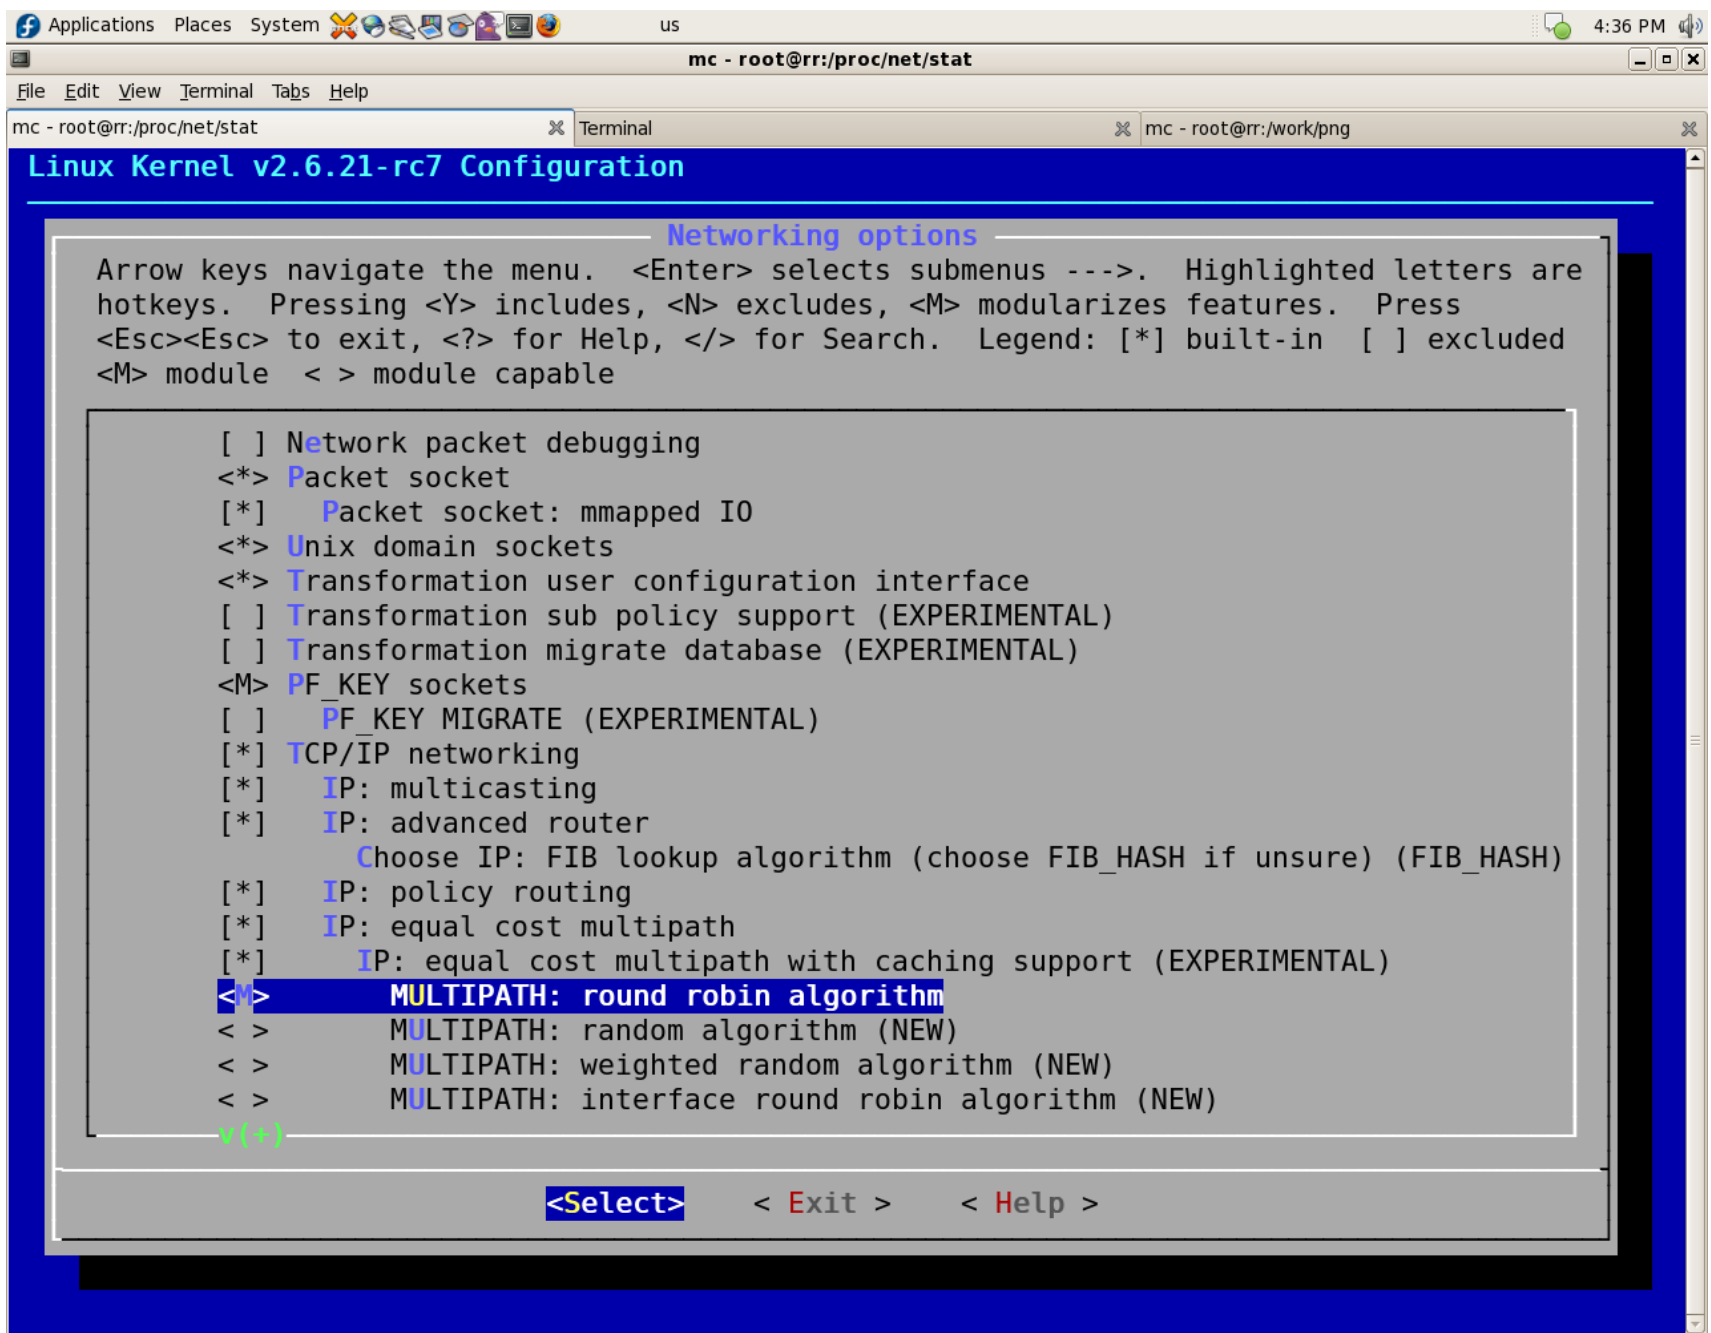 Applications Places System us 4:36 PM
mc - root@rr:/proc/net/stat
File Edit View Terminal Tabs Help
mc - root@rr:/proc/net/stat Terminal mc - root@rr:/work/png
Linux Kernel v2.6.21-rc7 Configuration
Networking options
Arrow keys navigate the menu.  <Enter> selects submenus --->.  Highlighted letters are
hotkeys.  Pressing <Y> includes, <N> excludes, <M> modularizes features.  Press
<Esc><Esc> to exit, <?> for Help, </> for Search.  Legend: [*] built-in  [ ] excluded
<M> module  < > module capable
[ ] Network packet debugging
<*> Packet socket
[*]   Packet socket: mmapped IO
<*> Unix domain sockets
<*> Transformation user configuration interface
[ ] Transformation sub policy support (EXPERIMENTAL)
[ ] Transformation migrate database (EXPERIMENTAL)
<M> PF_KEY sockets
[ ]   PF_KEY MIGRATE (EXPERIMENTAL)
[*] TCP/IP networking
[*]   IP: multicasting
[*]   IP: advanced router
Choose IP: FIB lookup algorithm (choose FIB_HASH if unsure) (FIB_HASH)
[*]   IP: policy routing
[*]   IP: equal cost multipath
[*]     IP: equal cost multipath with caching support (EXPERIMENTAL)
<M>       MULTIPATH: round robin algorithm
< >       MULTIPATH: random algorithm (NEW)
< >       MULTIPATH: weighted random algorithm (NEW)
< >       MULTIPATH: interface round robin algorithm (NEW)
v(+)
<Select>    < Exit >    < Help >